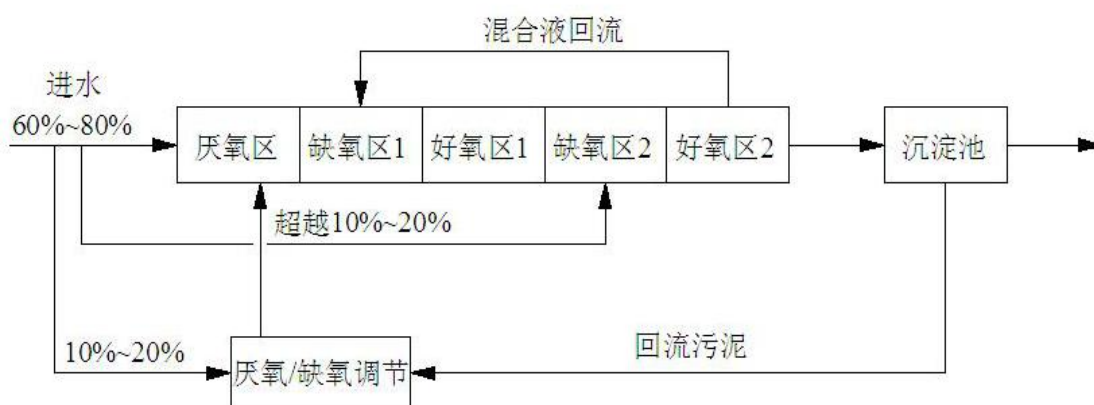 混合液回流
进水
60%~80%
厌氧区
缺氧区1
好氧区1
缺氧区2
好氧区2
沉淀池
超越10%~20%
10%~20%
回流污泥
厌氧/缺氧调节